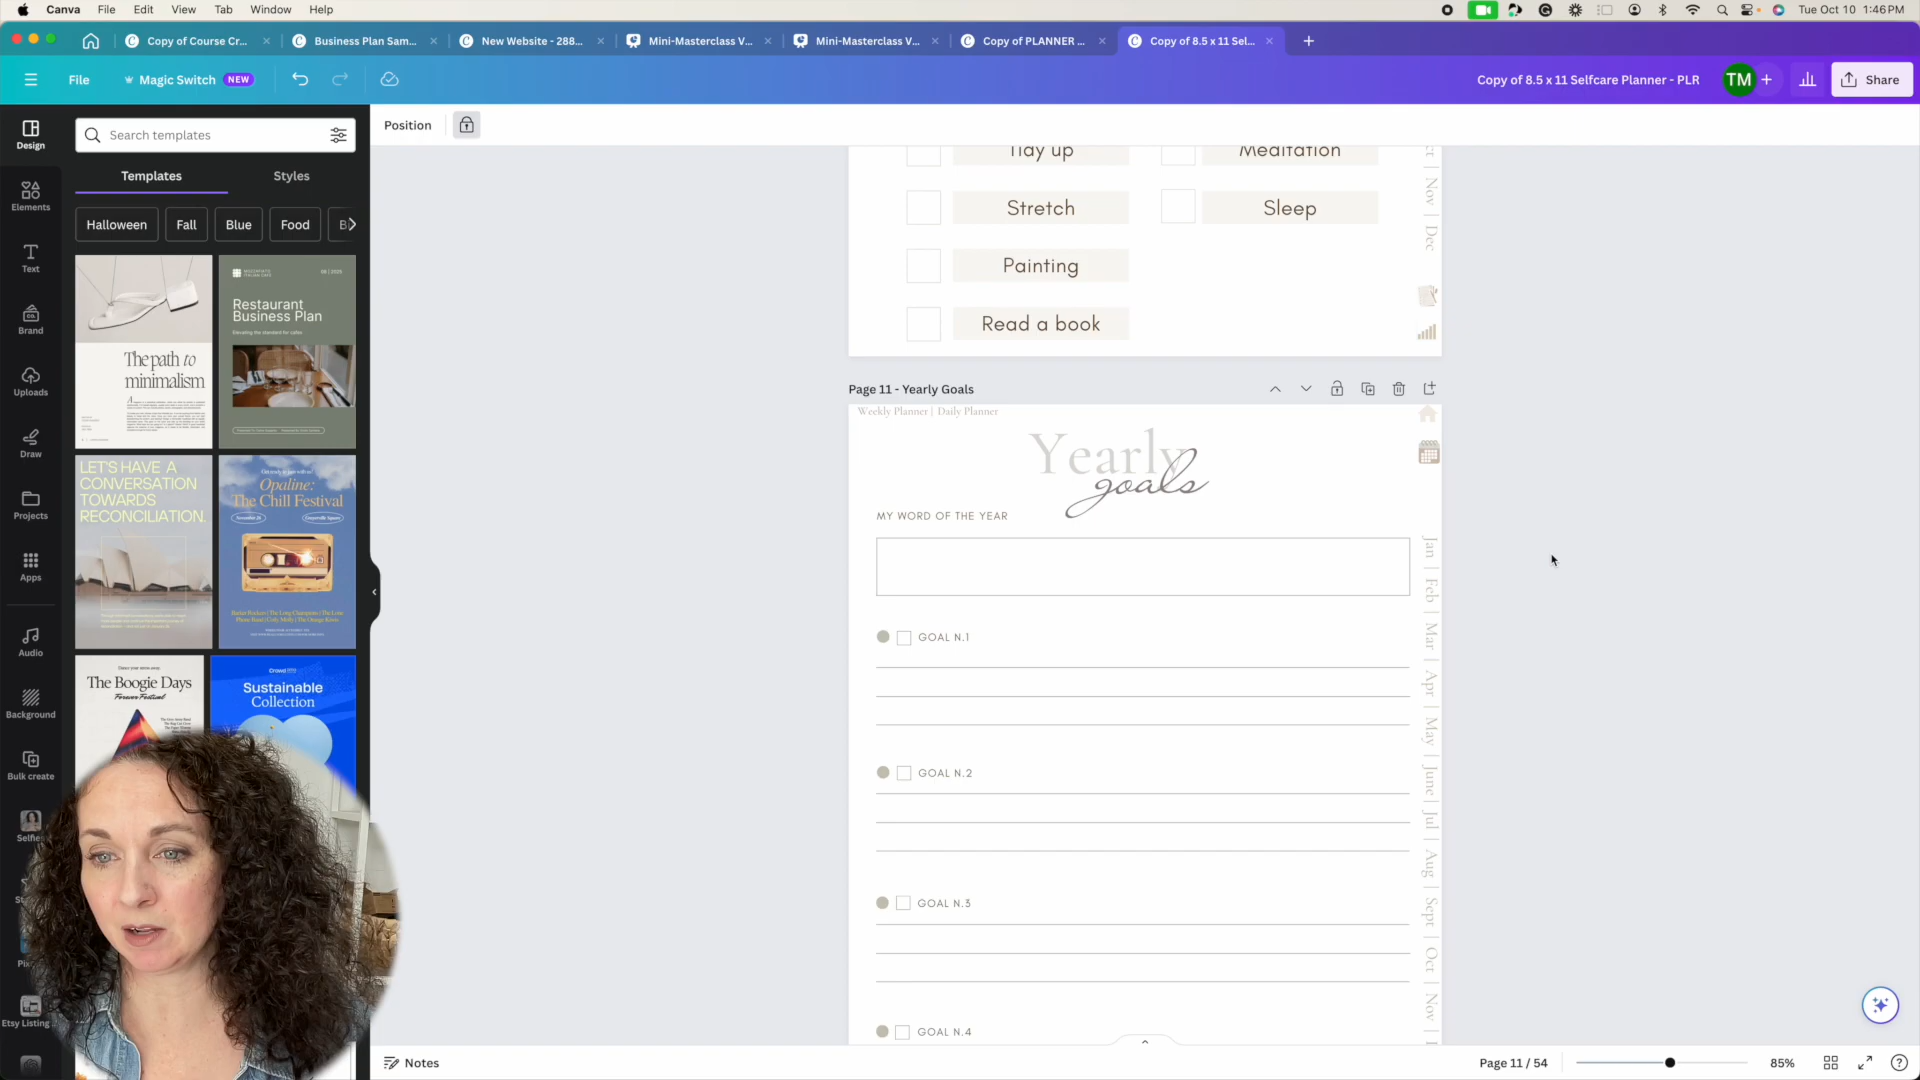 Canva File Edit View Tab Window Help
Tue Oct 10 1:46 PM
Copy of Course Cr...
Business Plan Sam...
New Website - 288...
Mini-Masterclass V...
Mini-Masterclass V...
Copy of PLANNER ...
Copy of 8.5 x 11 Sel...
File
Magic Switch NEW
Copy of 8.5 x 11 Selfcare Planner - PLR
TM
Share
Design
Elements
Text
Brand
Uploads
Draw
Projects
Apps
Audio
Background
Bulk create
Etsy Listing...
Search templates
Templates
Styles
Halloween
Fall
Blue
Food
The path to
minimalism
Restaurant
Business Plan
LET'S HAVE A
CONVERSATION
TOWARDS
RECONCILIATION.
Opaline:
The Chill Festival
The Boogie Days
Forever Festival
Sustainable
Collection
Position
Tidy up
Meditation
Stretch
Sleep
Painting
Read a book
Nov | Dec
Page 11 - Yearly Goals
Weekly Planner | Daily Planner
Yearly
goals
MY WORD OF THE YEAR
GOAL N.1
GOAL N.2
GOAL N.3
GOAL N.4
Jan | Feb | Mar | Apr | May | June | Jul | Aug | Sept | Oct | Nov |
Notes
Page 11 / 54
85%